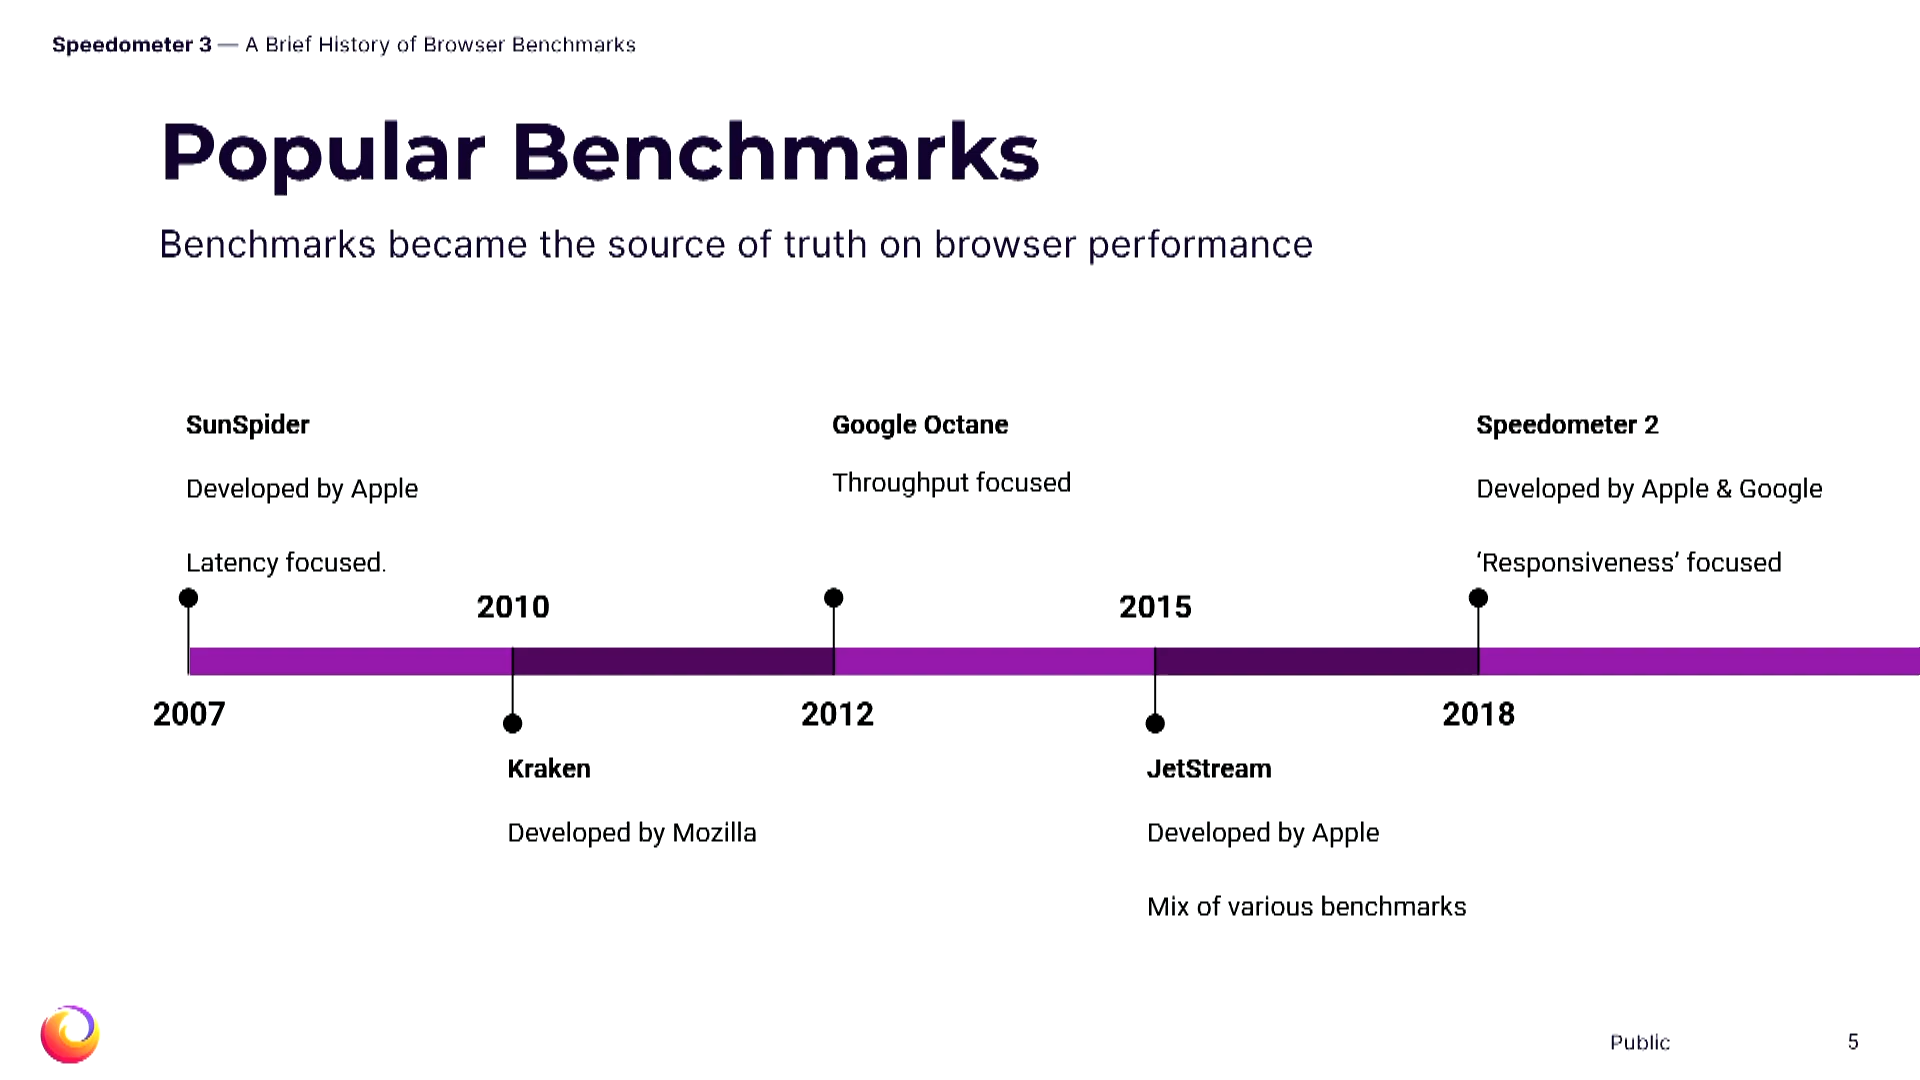 Speedometer 3 — A Brief History of Browser Benchmarks
Popular Benchmarks
Benchmarks became the source of truth on browser performance
SunSpider
Developed by Apple
Latency focused.
2007
2010
Kraken
Developed by Mozilla
Google Octane
Throughput focused
2012
2015
JetStream
Developed by Apple
Mix of various benchmarks
Speedometer 2
Developed by Apple & Google
‘Responsiveness’ focused
2018
Public
5